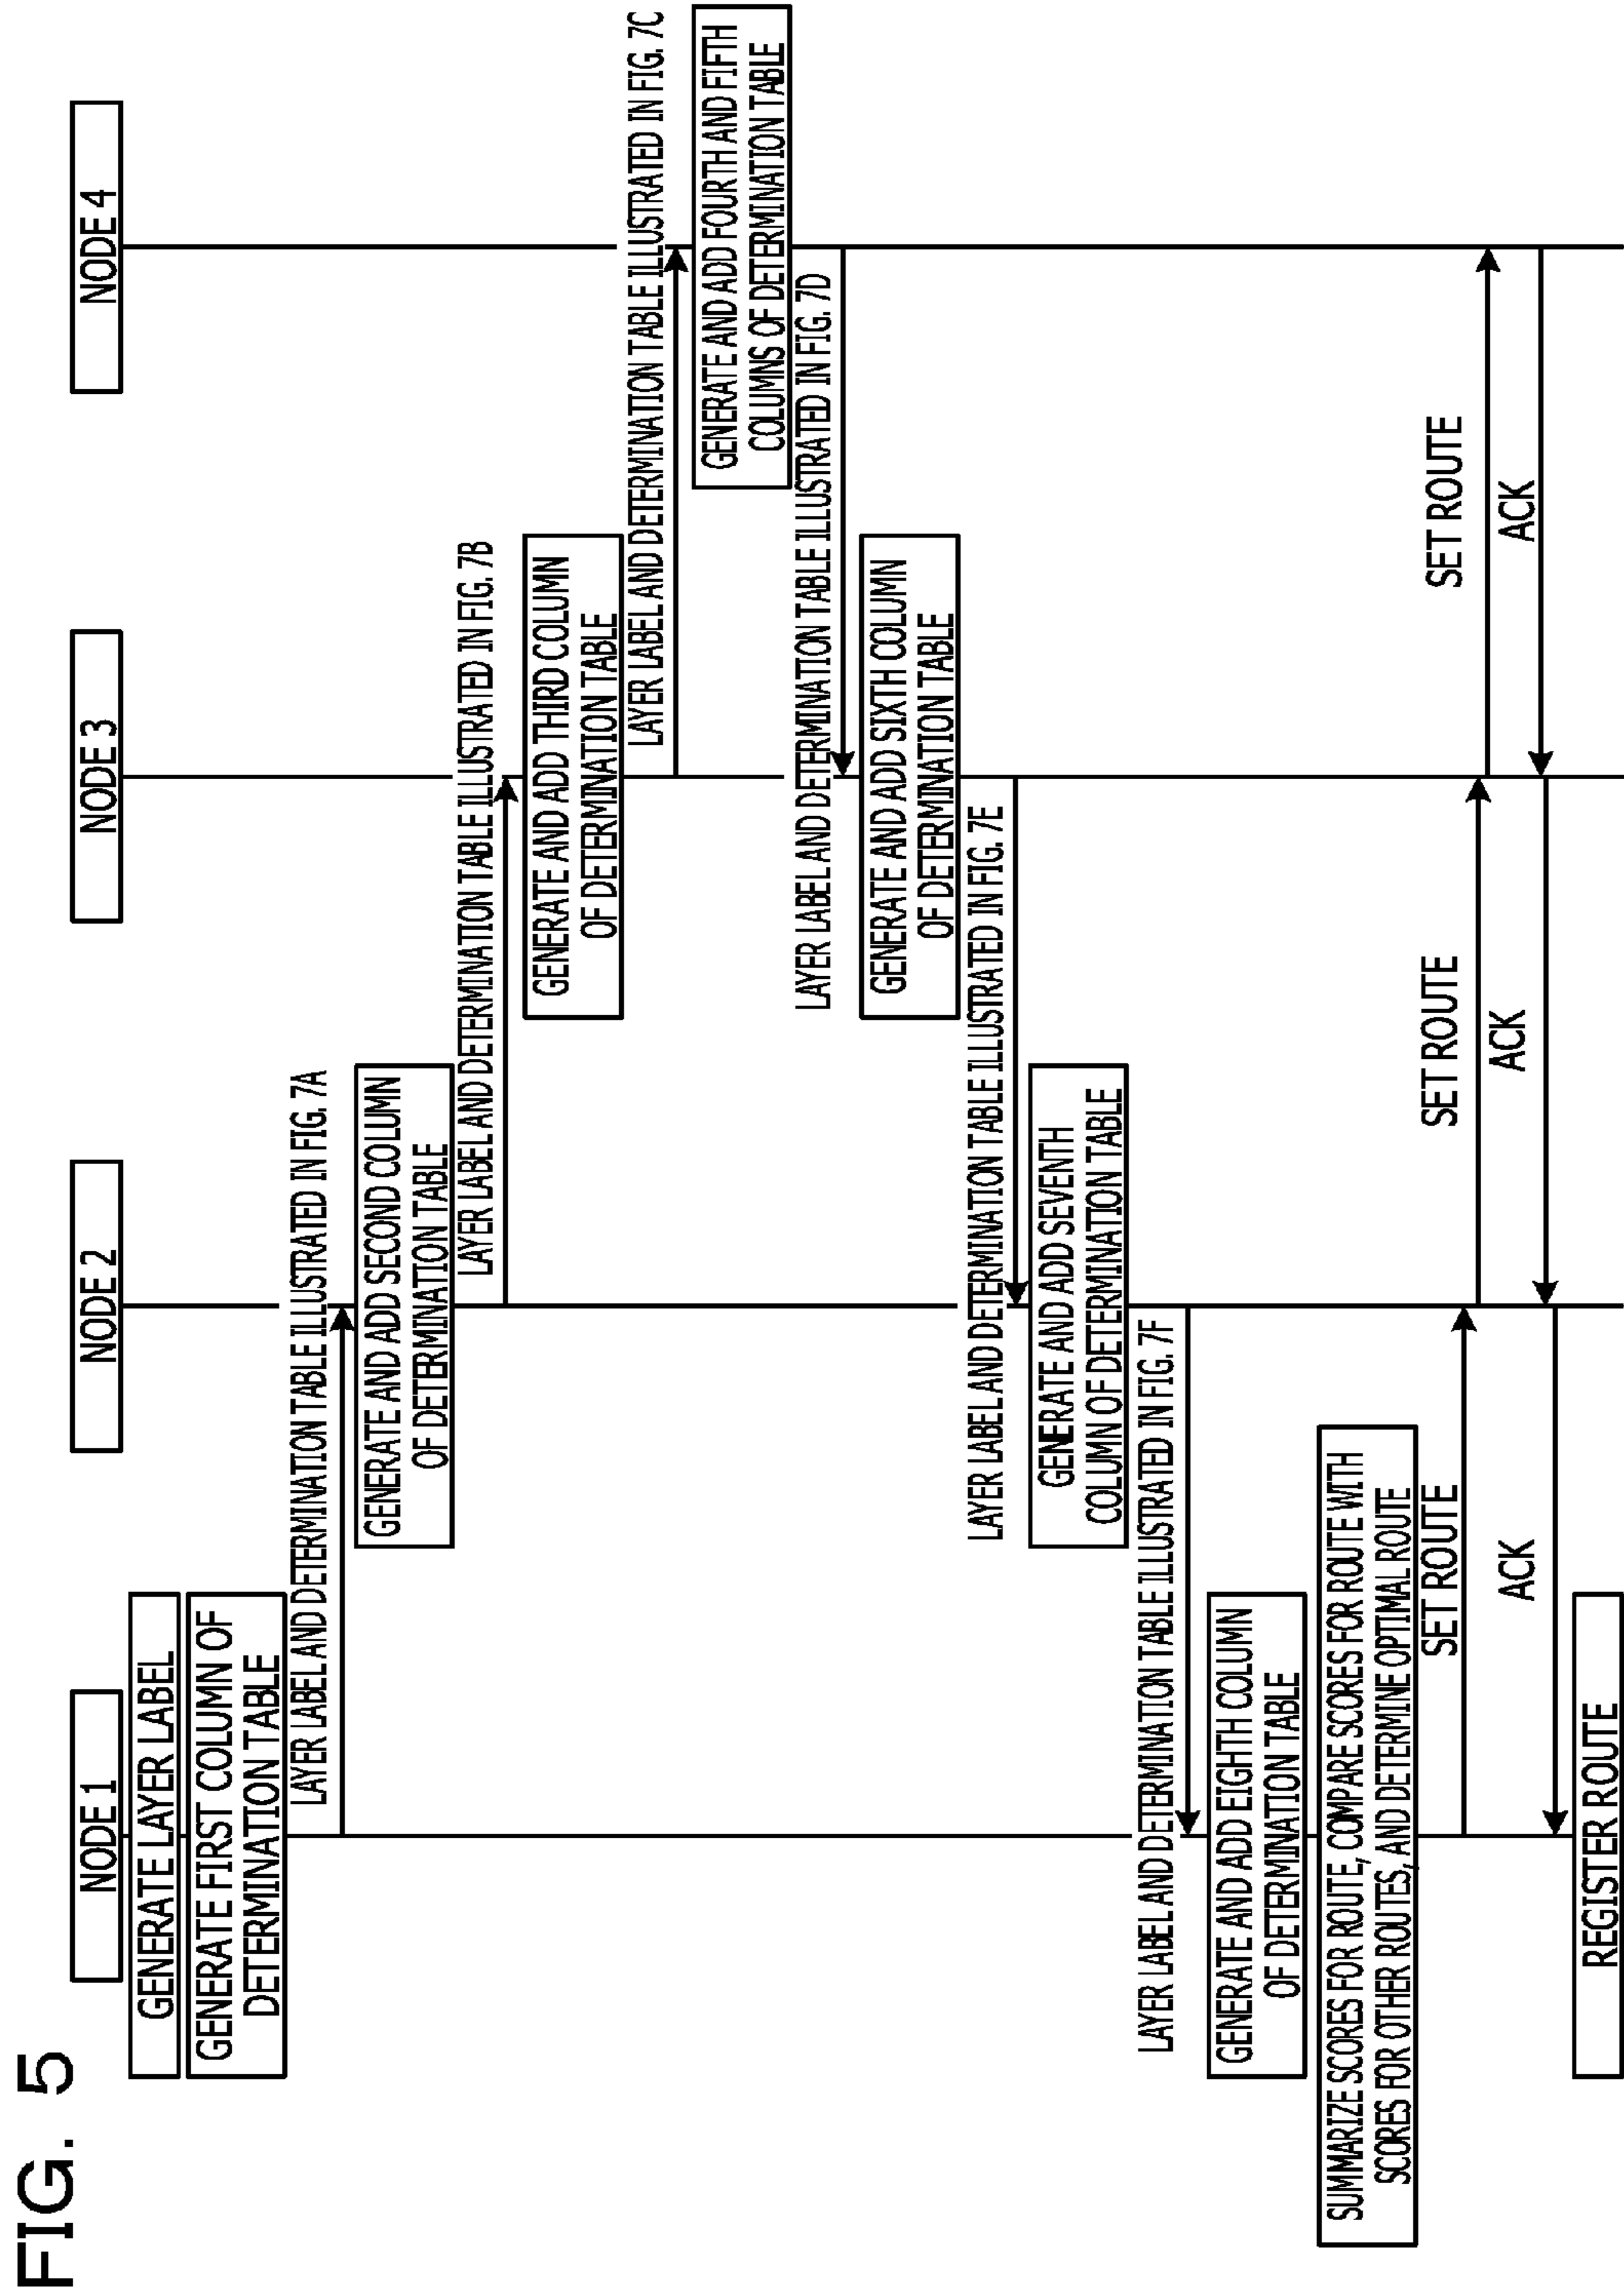 FIG. 5
NODE 1
NODE 2
NODE 3
NODE 4
GENERATE LAYER LABEL
GENERATE FIRST COLUMN OF
DETERMINATION TABLE
LAYER LABEL AND DETERMINATION TABLE ILLUSTRATED IN FIG. 7A
GENERATE AND ADD SECOND COLUMN
OF DETERMINATION TABLE
LAYER LABEL AND DETERMINATION TABLE ILLUSTRATED IN FIG. 7B
GENERATE AND ADD THIRD COLUMN
OF DETERMINATION TABLE
LAYER LABEL AND DETERMINATION TABLE ILLUSTRATED IN FIG. 7C
GENERATE AND ADD FOURTH AND FIFTH
COLUMNS OF DETERMINATION TABLE
LAYER LABEL AND DETERMINATION TABLE ILLUSTRATED IN FIG. 7D
GENERATE AND ADD SIXTH COLUMN
OF DETERMINATION TABLE
LAYER LABEL AND DETERMINATION TABLE ILLUSTRATED IN FIG. 7E
GENERATE AND ADD SEVENTH
COLUMN OF DETERMINATION TABLE
LAYER LABEL AND DETERMINATION TABLE ILLUSTRATED IN FIG. 7F
GENERATE AND ADD EIGHTH COLUMN
OF DETERMINATION TABLE
SUMMARIZE SCORES FOR ROUTE, COMPARE SCORES FOR ROUTE WITH
SCORES FOR OTHER ROUTES, AND DETERMINE OPTIMAL ROUTE
SET ROUTE
SET ROUTE
SET ROUTE
ACK
ACK
ACK
REGISTER ROUTE